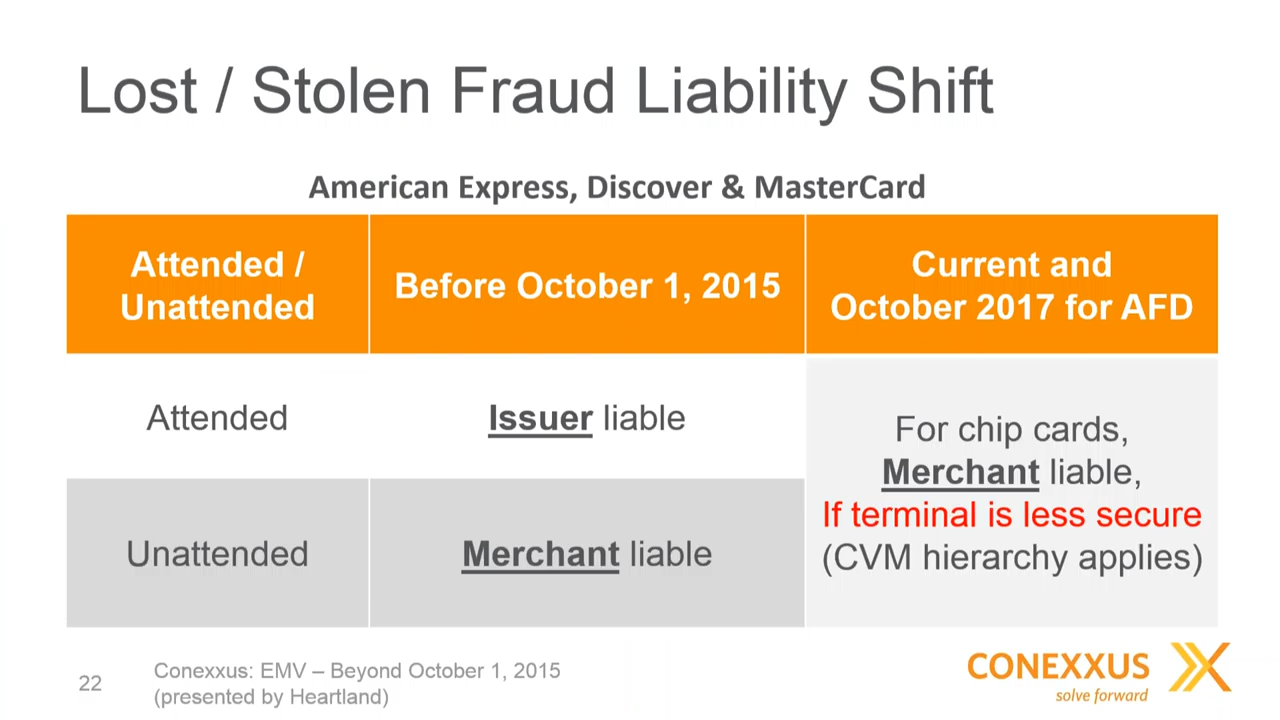 Lost / Stolen Fraud Liability Shift
American Express, Discover & MasterCard
Attended /
Unattended
Before October 1, 2015
Current and
October 2017 for AFD
Attended
Issuer liable
For chip cards,
Merchant liable,
If terminal is less secure
(CVM hierarchy applies)
Unattended
Merchant liable
22
Conexxus: EMV – Beyond October 1, 2015
(presented by Heartland)
CONEXXUS
solve forward